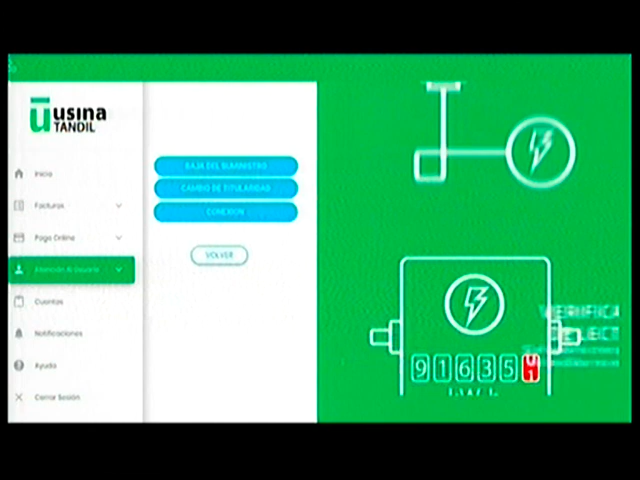 usina
TANDIL
Inicio
Facturas
Pago Online
Atención Al Usuario
Cuentas
Notificaciones
Ayuda
Cerrar Sesión
BAJA DEL SUMINISTRO
CAMBIO DE TITULARIDAD
CONEXION
VOLVER
91635